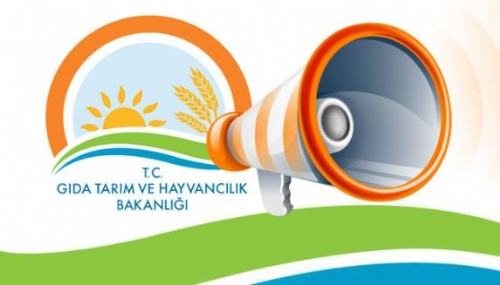 T.C.
GIDA TARIM VE HAYVANCILIK
BAKANLIĞI